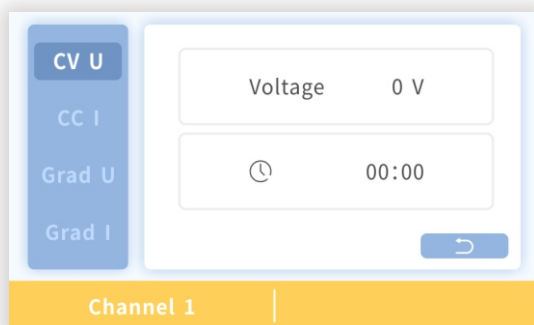 CV U
CC I
Grad U
Grad I
Voltage 0 V
00:00
Channel 1